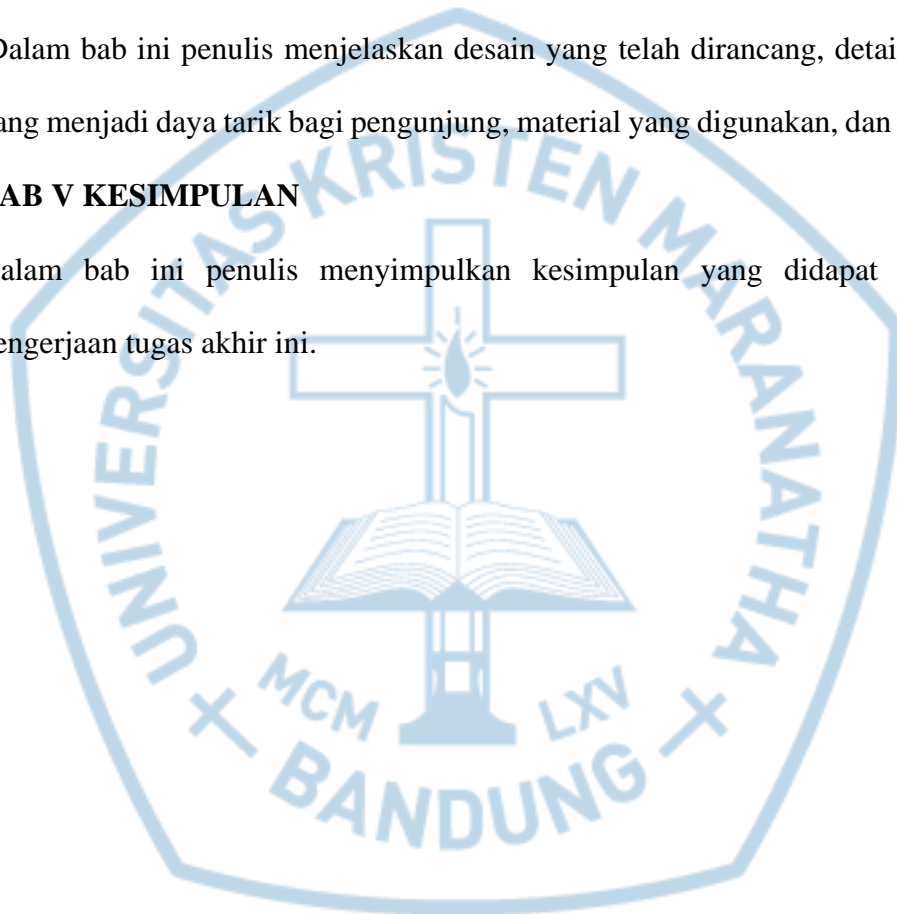 Dalam bab ini penulis menjelaskan desain yang telah dirancang, detai
ang menjadi daya tarik bagi pengunjung, material yang digunakan, dan
AB V KESIMPULAN
alam bab ini penulis menyimpulkan kesimpulan yang didapat
engerjaan tugas akhir ini.
UNIVERSITAS KRISTEN MARANATHA
MCM LXV
BANDUNG